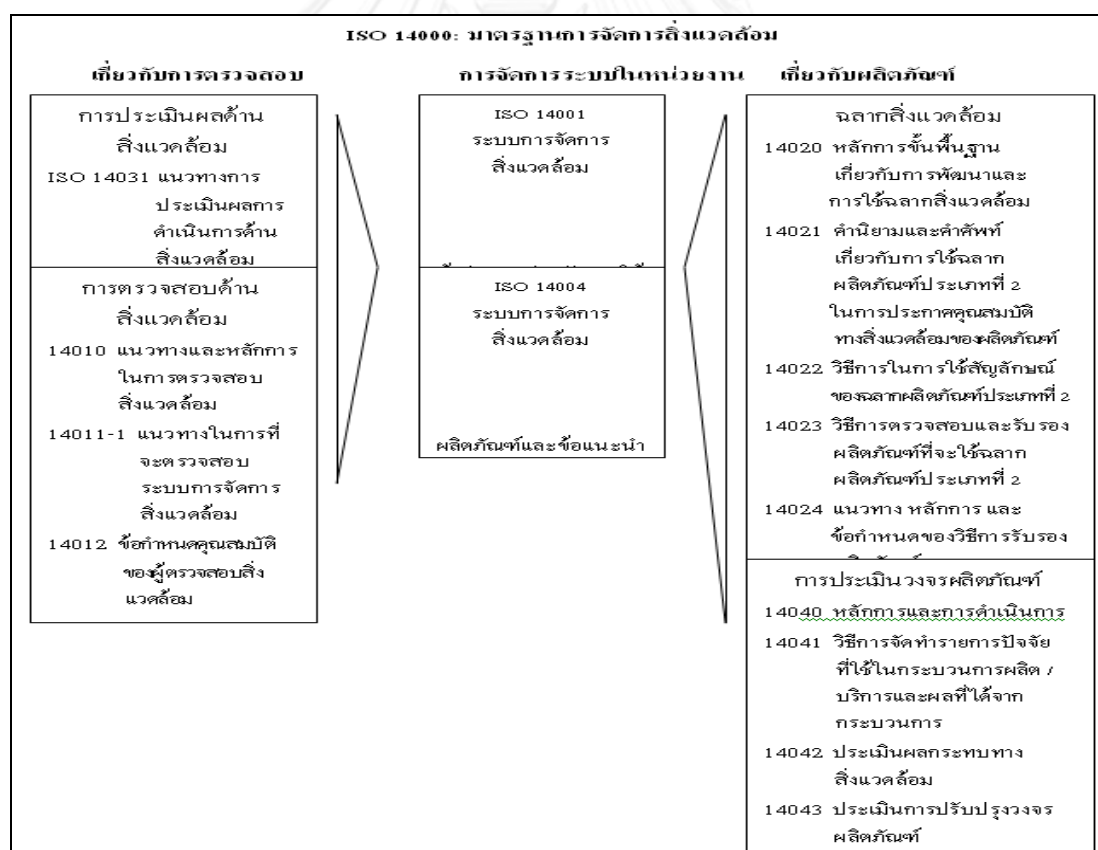 ISO 14000: มาตรฐานการจัดการสิ่งแวดล้อม
เกี่ยวกับการตรวจสอบ
การประเมินผลด้าน
สิ่งแวดล้อม
ISO 14031 แนวทางการ
ประเมินผลการ
ดำเนินการด้าน
สิ่งแวดล้อม
การตรวจสอบด้าน
สิ่งแวดล้อม
14010 แนวทางและหลักการ
ในการตรวจสอบ
สิ่งแวดล้อม
14011-1 แนวทางในการที่
จะตรวจสอบ
ระบบการจัดการ
สิ่งแวดล้อม
14012 ข้อกำหนดคุณสมบัติ
ของผู้ตรวจสอบสิ่ง
แวดล้อม
การจัดการระบบในหน่วยงาน
ISO 14001
ระบบการจัดการ
สิ่งแวดล้อม
ISO 14004
ระบบการจัดการ
สิ่งแวดล้อม
ผลิตภัณฑ์และข้อแนะนำ
เกี่ยวกับผลิตภัณฑ์
ฉลากสิ่งแวดล้อม
14020 หลักการขั้นพื้นฐาน
เกี่ยวกับการพัฒนาและ
การใช้ฉลากสิ่งแวดล้อม
14021 คำนิยามและคำศัพท์
เกี่ยวกับการใช้ฉลาก
ผลิตภัณฑ์ประเภทที่ 2
ในการประกาศคุณสมบัติ
ทางสิ่งแวดล้อมของผลิตภัณฑ์
14022 วิธีการในการใช้สัญลักษณ์
ของฉลากผลิตภัณฑ์ประเภทที่ 2
14023 วิธีการตรวจสอบและรับรอง
ผลิตภัณฑ์ที่จะใช้ฉลาก
ผลิตภัณฑ์ประเภทที่ 2
14024 แนวทาง หลักการ และ
ข้อกำหนดของวิธีการรับรอง
การประเมินวงจรผลิตภัณฑ์
14040 หลักการและการดำเนินการ
14041 วิธีการจัดทำรายการปัจจัย
ที่ใช้ในกระบวนการผลิต /
บริการและผลที่ได้จาก
กระบวนการ
14042 ประเมินผลกระทบทาง
สิ่งแวดล้อม
14043 ประเมินการปรับปรุงวงจร
ผลิตภัณฑ์